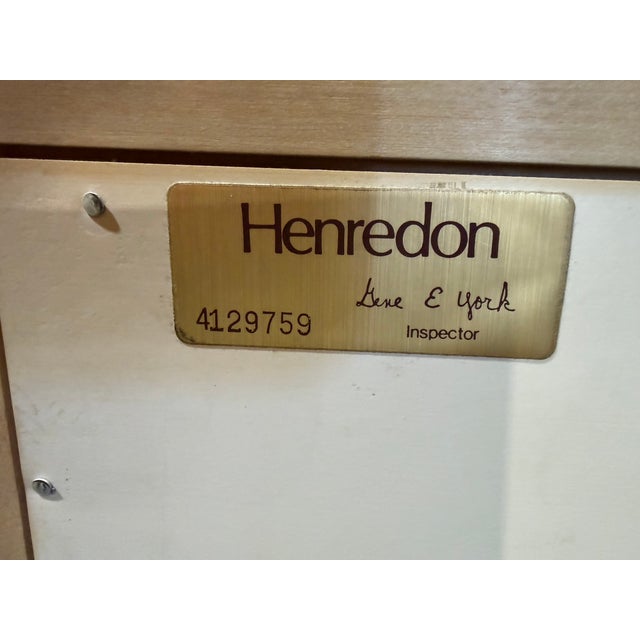 Henredon
Gene E York
4129759
Inspector